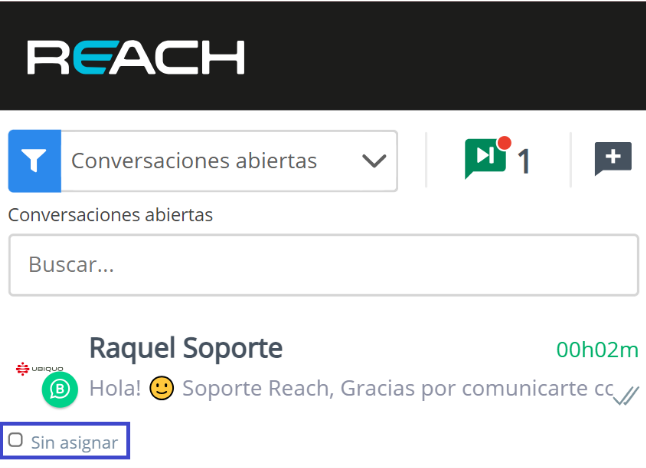 REACH
Conversaciones abiertas
1
Conversaciones abiertas
Buscar...
UBIQUO
Raquel Soporte
00h02m
Hola! 🙂 Soporte Reach, Gracias por comunicarte cc
B
Sin asignar